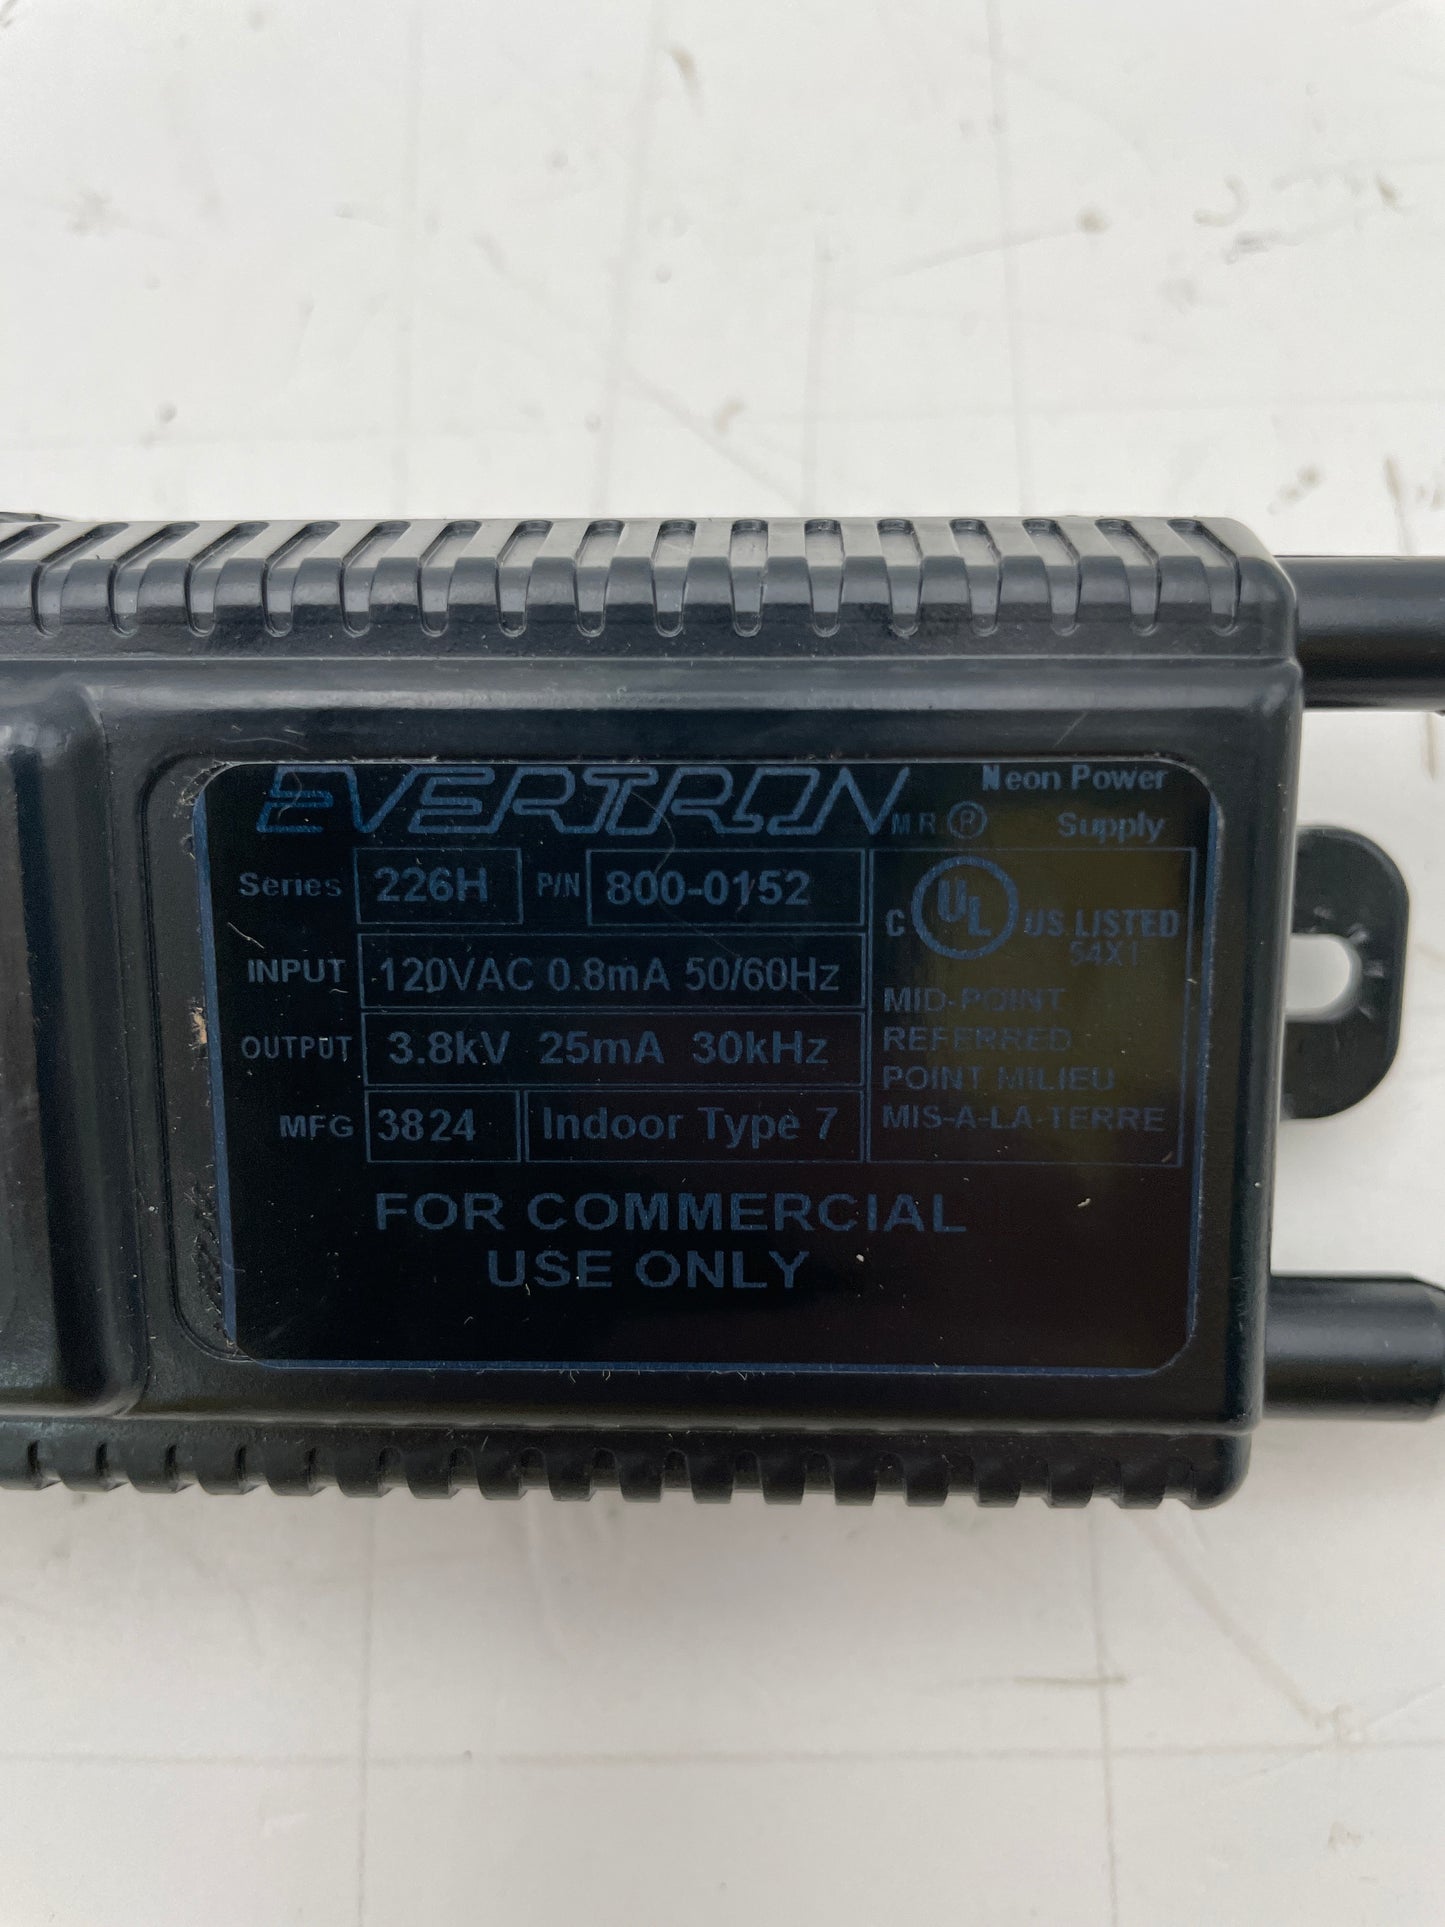 EVERTRON M.R. ℗ Neon Power
Supply
Series 226H P/N 800-0152
C UL US LISTED
54X1
INPUT 120VAC 0.8mA 50/60Hz
OUTPUT 3.8kV 25mA 30kHz
MFG 3824 Indoor Type 7
MID-POINT
REFERRED
POINT MILIEU
MIS-A-LA-TERRE
FOR COMMERCIAL
USE ONLY